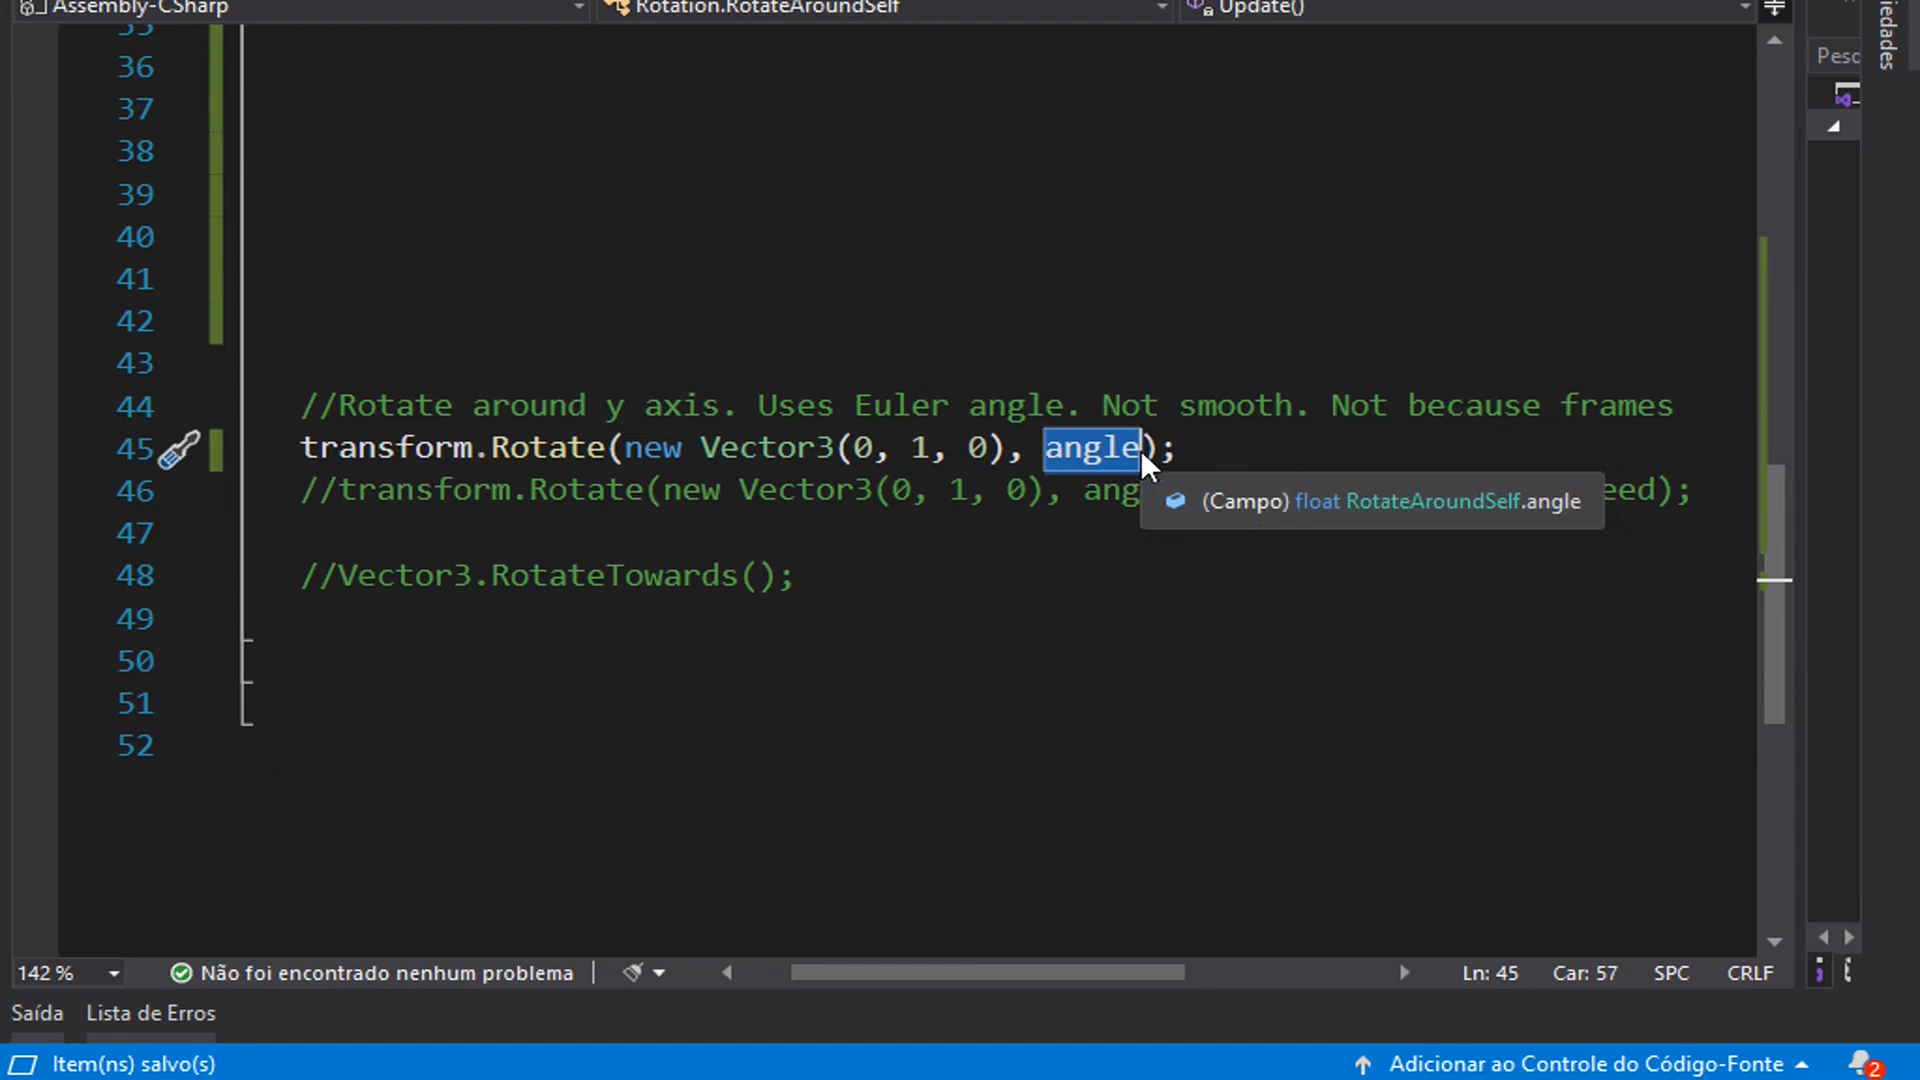 Assembly-CSharp Rotation.RotateAroundSelf Update()
iedades
Pesq
36
37
38
39
40
41
42
43
44 //Rotate around y axis. Uses Euler angle. Not smooth. Not because frames
45 transform.Rotate(new Vector3(0, 1, 0), angle);
46 //transform.Rotate(new Vector3(0, 1, 0), ang eed);
(Campo) float RotateAroundSelf.angle
47
48 //Vector3.RotateTowards();
49
50
51
52
142 % Não foi encontrado nenhum problema Ln: 45 Car: 57 SPC CRLF
Saída Lista de Erros
Item(ns) salvo(s) Adicionar ao Controle do Código-Fonte 2